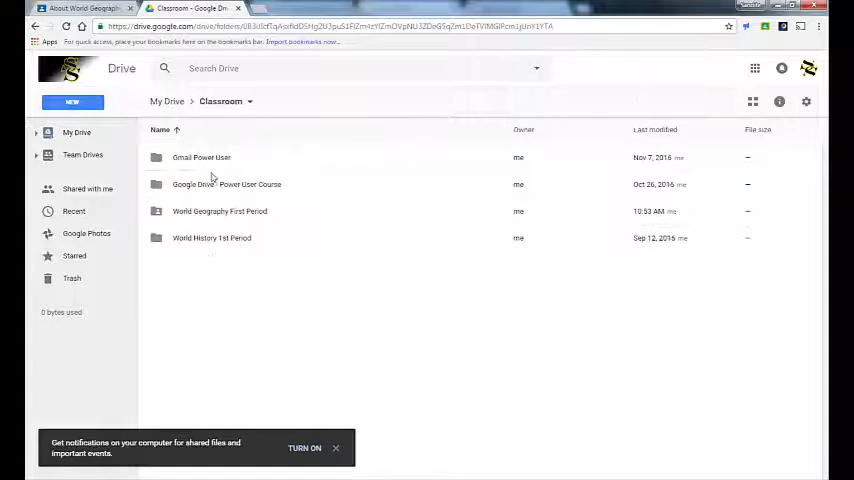 About World Geography
Classroom - Google Dri
Apps For quick access, place your bookmarks here on the bookmarks bar. Import bookmarks now...
Drive
Search Drive
NEW
My Drive > Classroom
Name
Owner
Last modified
File size
My Drive
Team Drives
Shared with me
Recent
Google Photos
Starred
Trash
0 bytes used
Gmail Power User me Nov 7, 2016 me —
Google Drive - Power User Course me Oct 26, 2016 me —
World Geography First Period me 10:53 AM me —
World History 1st Period me Sep 12, 2016 me —
Get notifications on your computer for shared files and
important events.
TURN ON